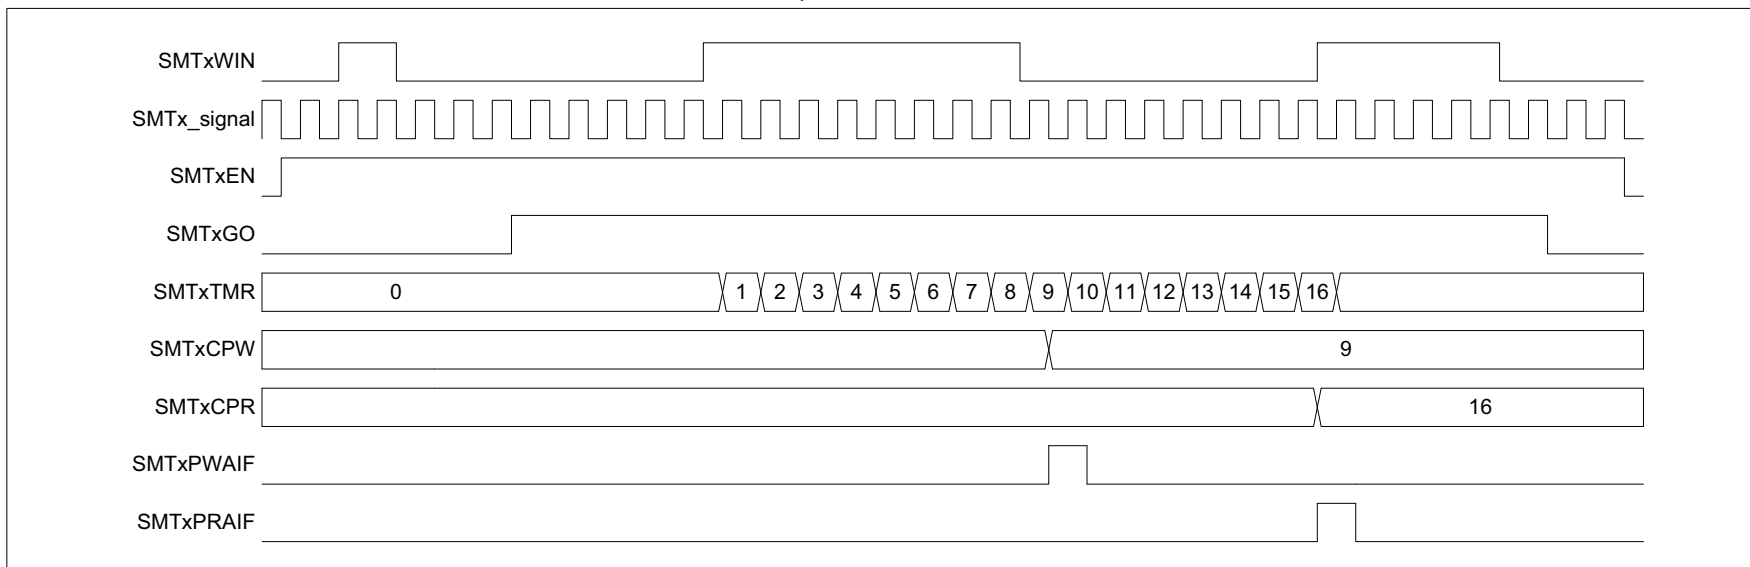 SMTxWIN
SMTx_signal
SMTxEN
SMTxGO
SMTxTMR 0 1 2 3 4 5 6 7 8 9 10 11 12 13 14 15 16
SMTxCPW 9
SMTxCPR 16
SMTxPWAIF
SMTxPRAIF